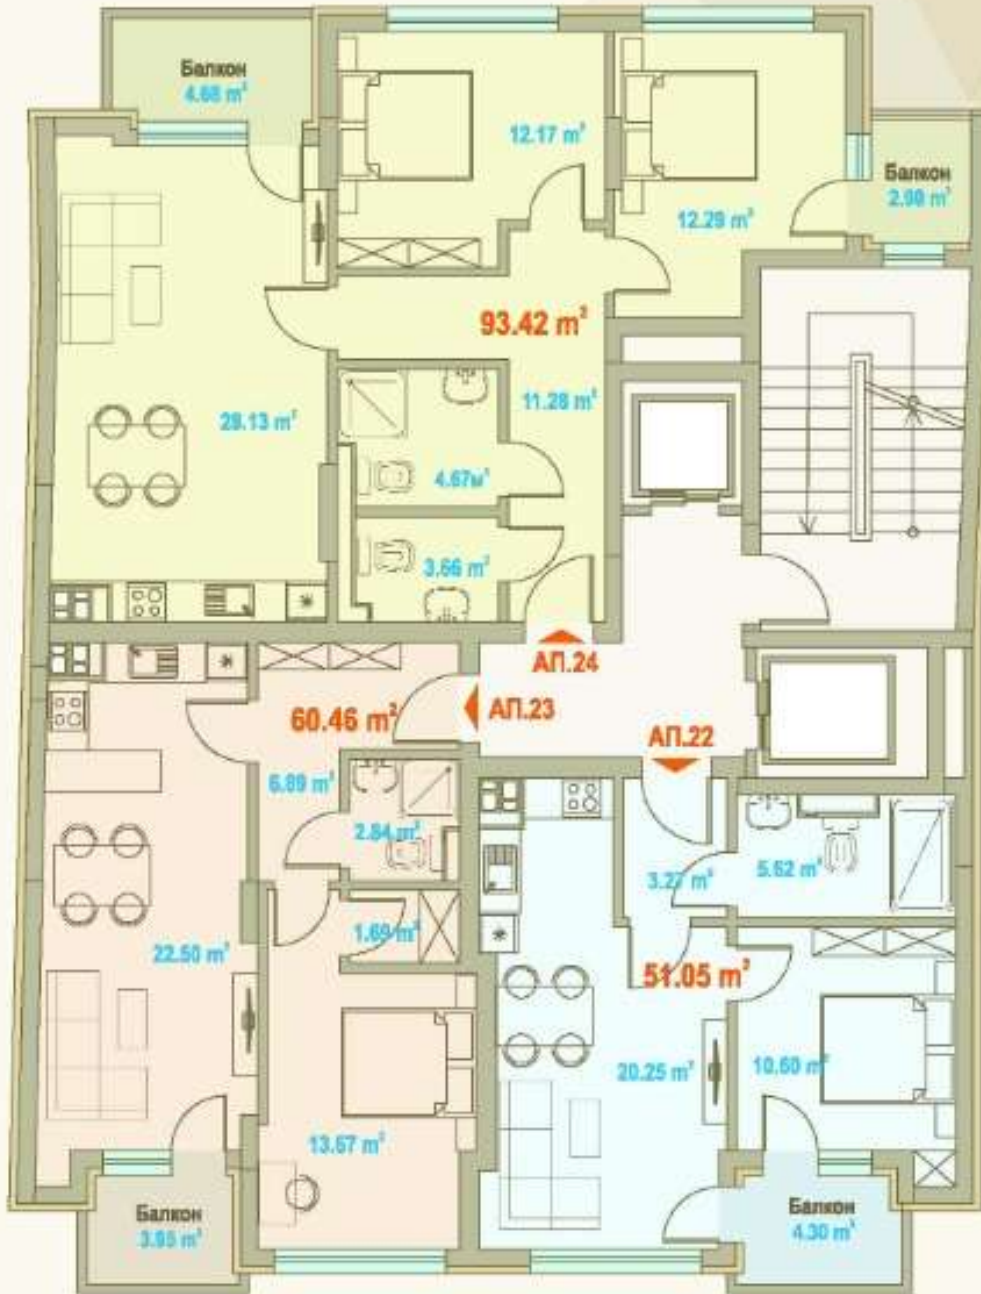 Балкон
4.68 m²
12.17 m²
12.29 m²
Балкон
2.98 m²
93.42 m²
29.13 m²
11.28 m²
4.67м²
3.66 m²
АП.24
АП.23
АП.22
60.46 m²
6.89 m²
2.84 m²
1.69 m²
22.50 m²
13.67 m²
Балкон
3.95 m²
3.27 m²
5.62 m²
51.05 m²
20.25 m²
10.60 m²
Балкон
4.30 m²